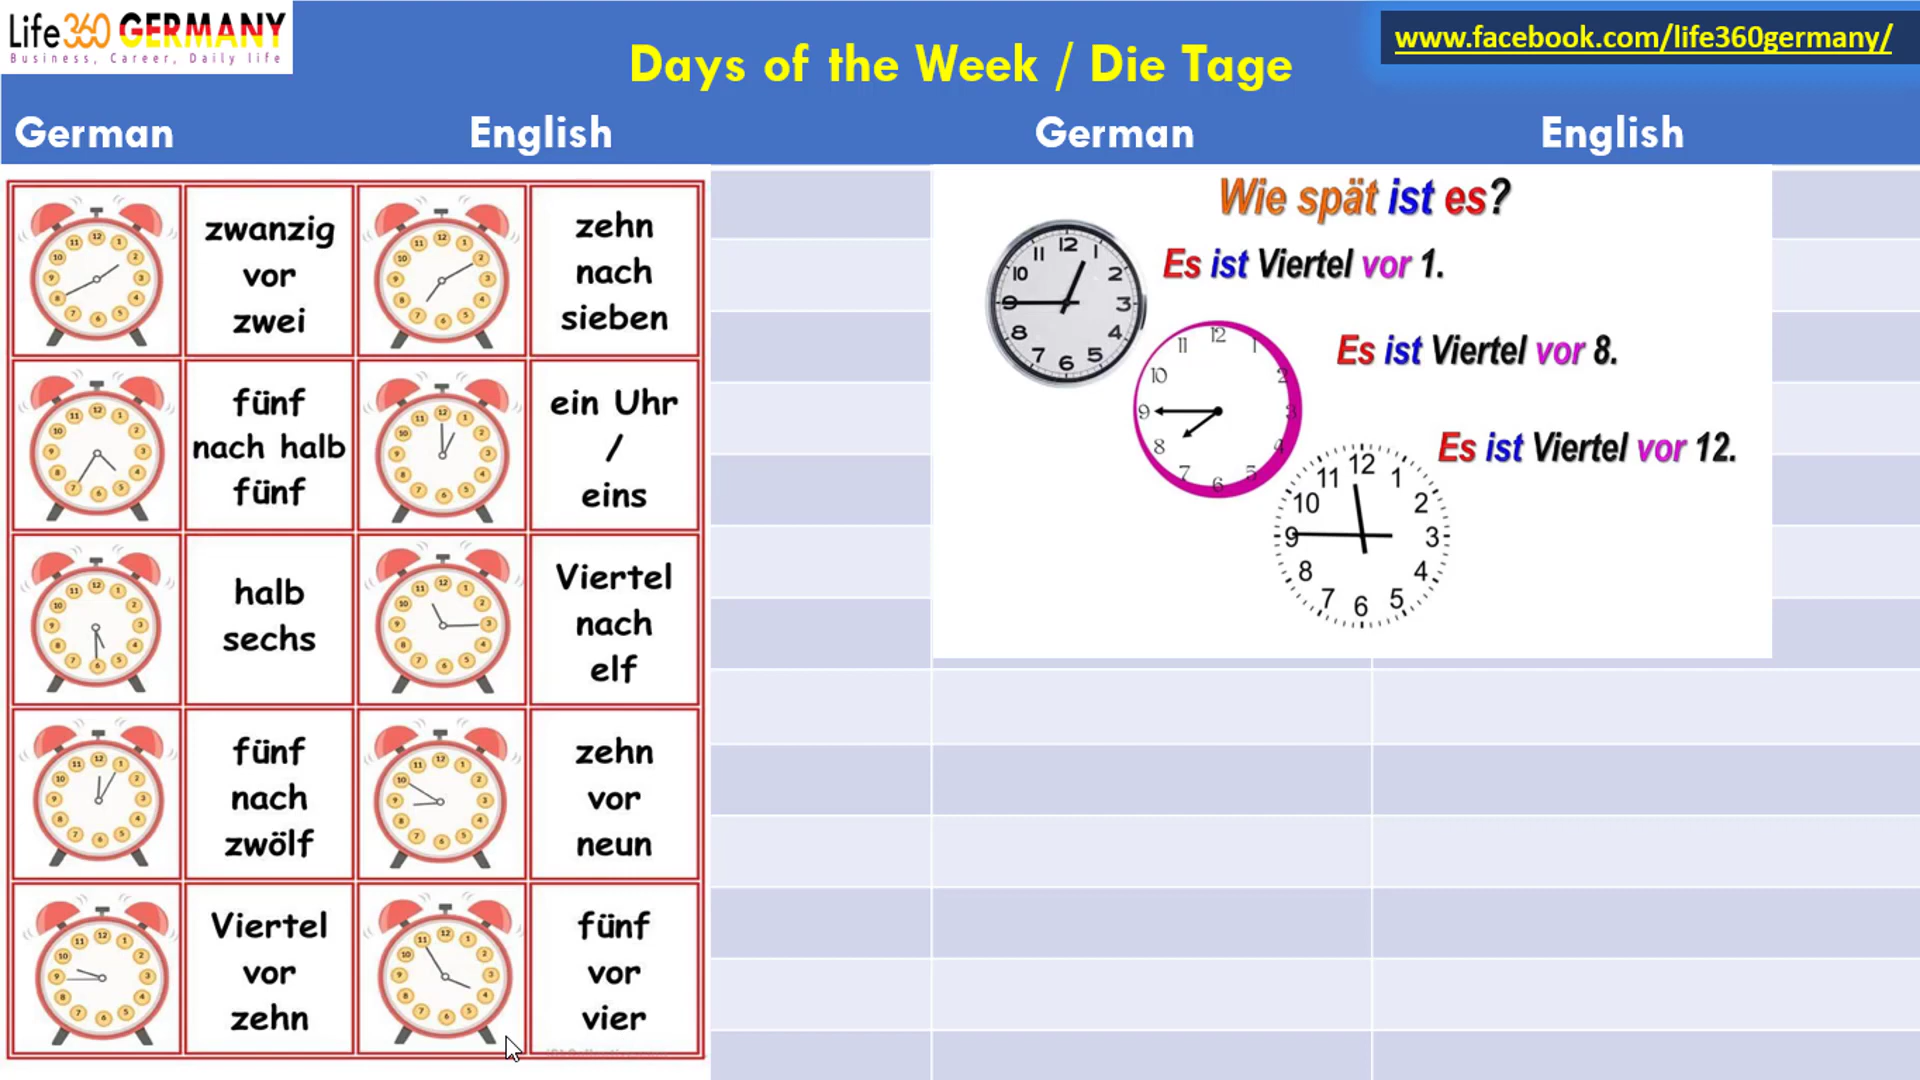 Life360 GERMANY
Business, Career, Daily life
Days of the Week / Die Tage
www.facebook.com/life360germany/
German
English
German
English
zwanzig
vor
zwei
zehn
nach
sieben
fünf
nach halb
fünf
ein Uhr
/
eins
halb
sechs
Viertel
nach
elf
fünf
nach
zwölf
zehn
vor
neun
Viertel
vor
zehn
fünf
vor
vier
Wie spät ist es?
Es ist Viertel vor 1.
Es ist Viertel vor 8.
Es ist Viertel vor 12.